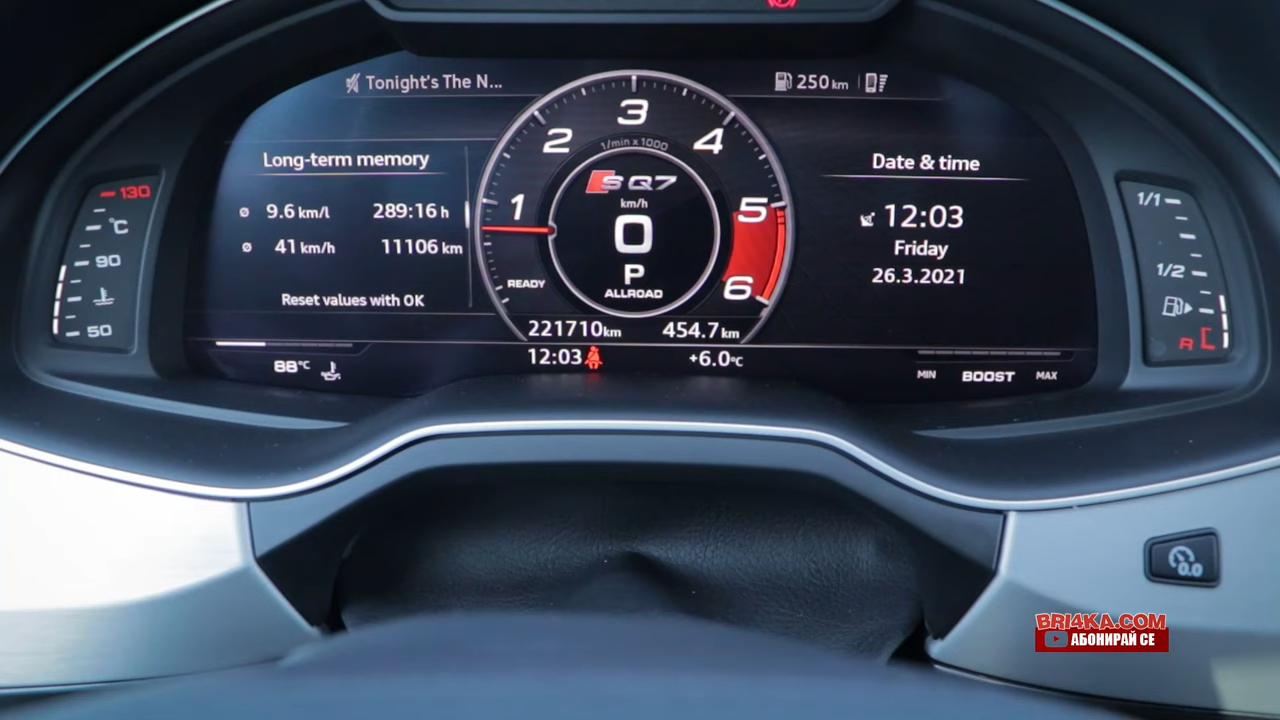 Tonight's The N...
250 km
Long-term memory
ø 9.6 km/l 289:16 h
ø 41 km/h 11106 km
Reset values with OK
1 2 3 4 5 6
1/min x 1000
SQ7
km/h
0
P
ALLROAD
READY
221710 km 454.7 km
12:03 +6.0 °C
Date & time
12:03
Friday
26.3.2021
130
°C
90
50
88 °C
MIN BOOST MAX
1/1
1/2
R
0.0
BRI4KA.COM
АБОНИРАЙ СЕ